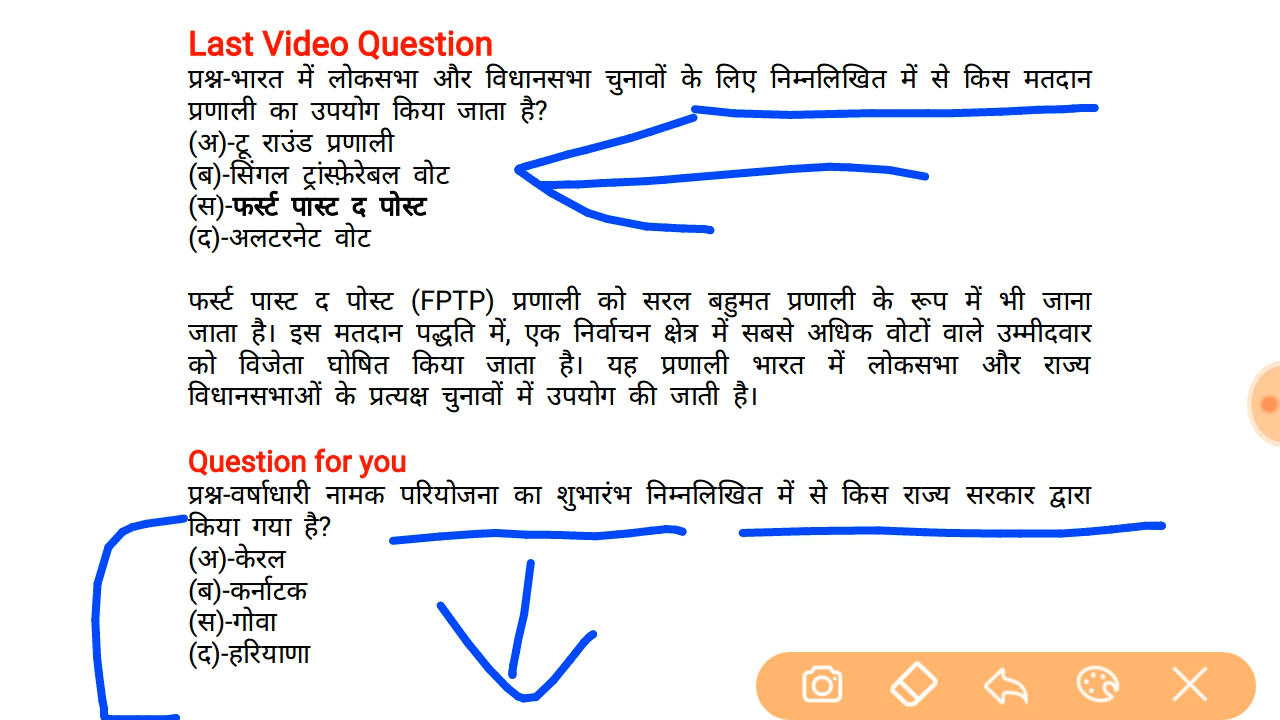 Last Video Question
प्रश्न-भारत में लोकसभा और विधानसभा चुनावों के लिए निम्नलिखित में से किस मतदान
प्रणाली का उपयोग किया जाता है?
(अ)-टू राउंड प्रणाली
(ब)-सिंगल ट्रांस्फ़ेरेबल वोट
(स)-फर्स्ट पास्ट द पोस्ट
(द)-अलटरनेट वोट
फर्स्ट पास्ट द पोस्ट (FPTP) प्रणाली को सरल बहुमत प्रणाली के रूप में भी जाना
जाता है। इस मतदान पद्धति में, एक निर्वाचन क्षेत्र में सबसे अधिक वोटों वाले उम्मीदवार
को विजेता घोषित किया जाता है। यह प्रणाली भारत में लोकसभा और राज्य
विधानसभाओं के प्रत्यक्ष चुनावों में उपयोग की जाती है।
Question for you
प्रश्न-वर्षाधारी नामक परियोजना का शुभारंभ निम्नलिखित में से किस राज्य सरकार द्वारा
किया गया है?
(अ)-केरल
(ब)-कर्नाटक
(स)-गोवा
(द)-हरियाणा